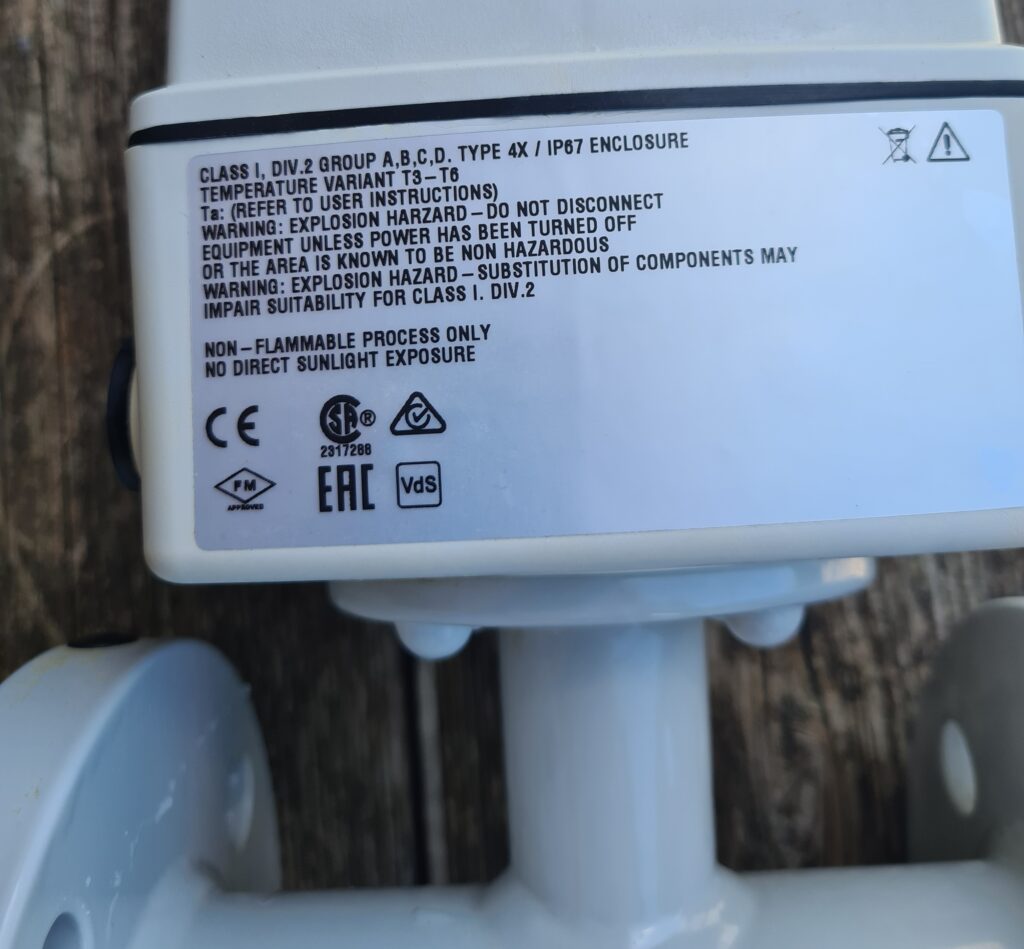 CLASS I, DIV.2 GROUP A,B,C,D. TYPE 4X / IP67 ENCLOSURE
TEMPERATURE VARIANT T3–T6
Ta: (REFER TO USER INSTRUCTIONS)
WARNING: EXPLOSION HARZARD – DO NOT DISCONNECT
EQUIPMENT UNLESS POWER HAS BEEN TURNED OFF
OR THE AREA IS KNOWN TO BE NON HAZARDOUS
WARNING: EXPLOSION HAZARD – SUBSTITUTION OF COMPONENTS MAY
IMPAIR SUITABILITY FOR CLASS I. DIV.2
NON – FLAMMABLE PROCESS ONLY
NO DIRECT SUNLIGHT EXPOSURE
CE SA ®
2317288
FM
APPROVED
EAC VdS